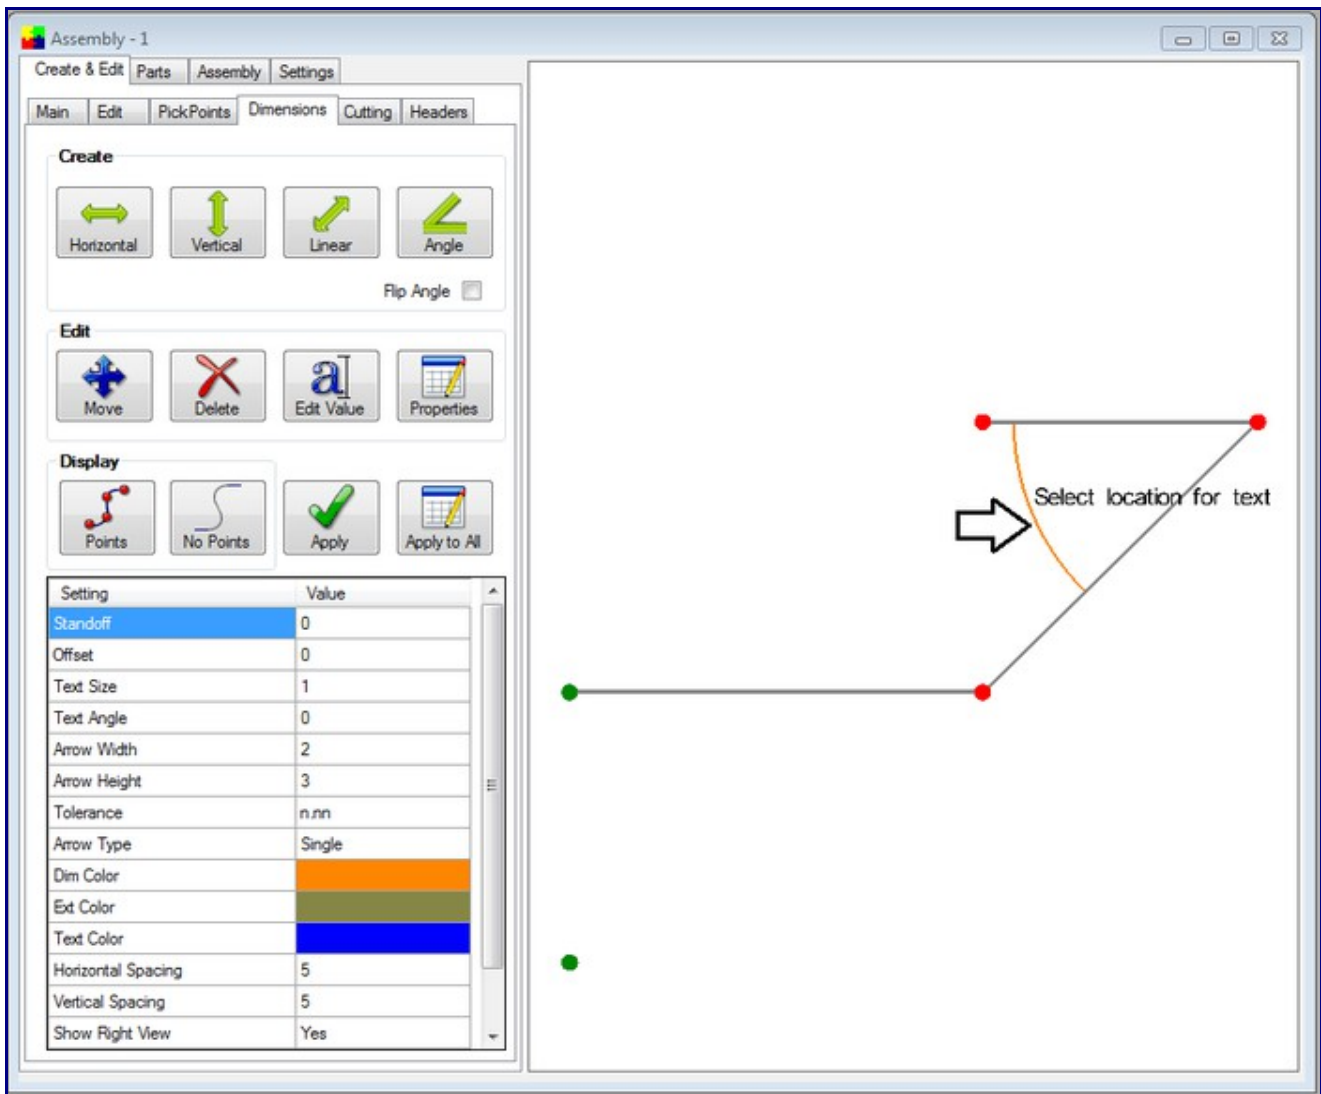 Assembly - 1
Create & Edit Parts Assembly Settings
Main Edit PickPoints Dimensions Cutting Headers
Create
Horizontal Vertical Linear Angle
Flip Angle
Edit
Move Delete Edit Value Properties
Display
Points No Points Apply Apply to All
Setting Value
Standoff 0
Offset 0
Text Size 1
Text Angle 0
Arrow Width 2
Arrow Height 3
Tolerance n.nn
Arrow Type Single
Dim Color
Ext Color
Text Color
Horizontal Spacing 5
Vertical Spacing 5
Show Right View Yes
Select location for text